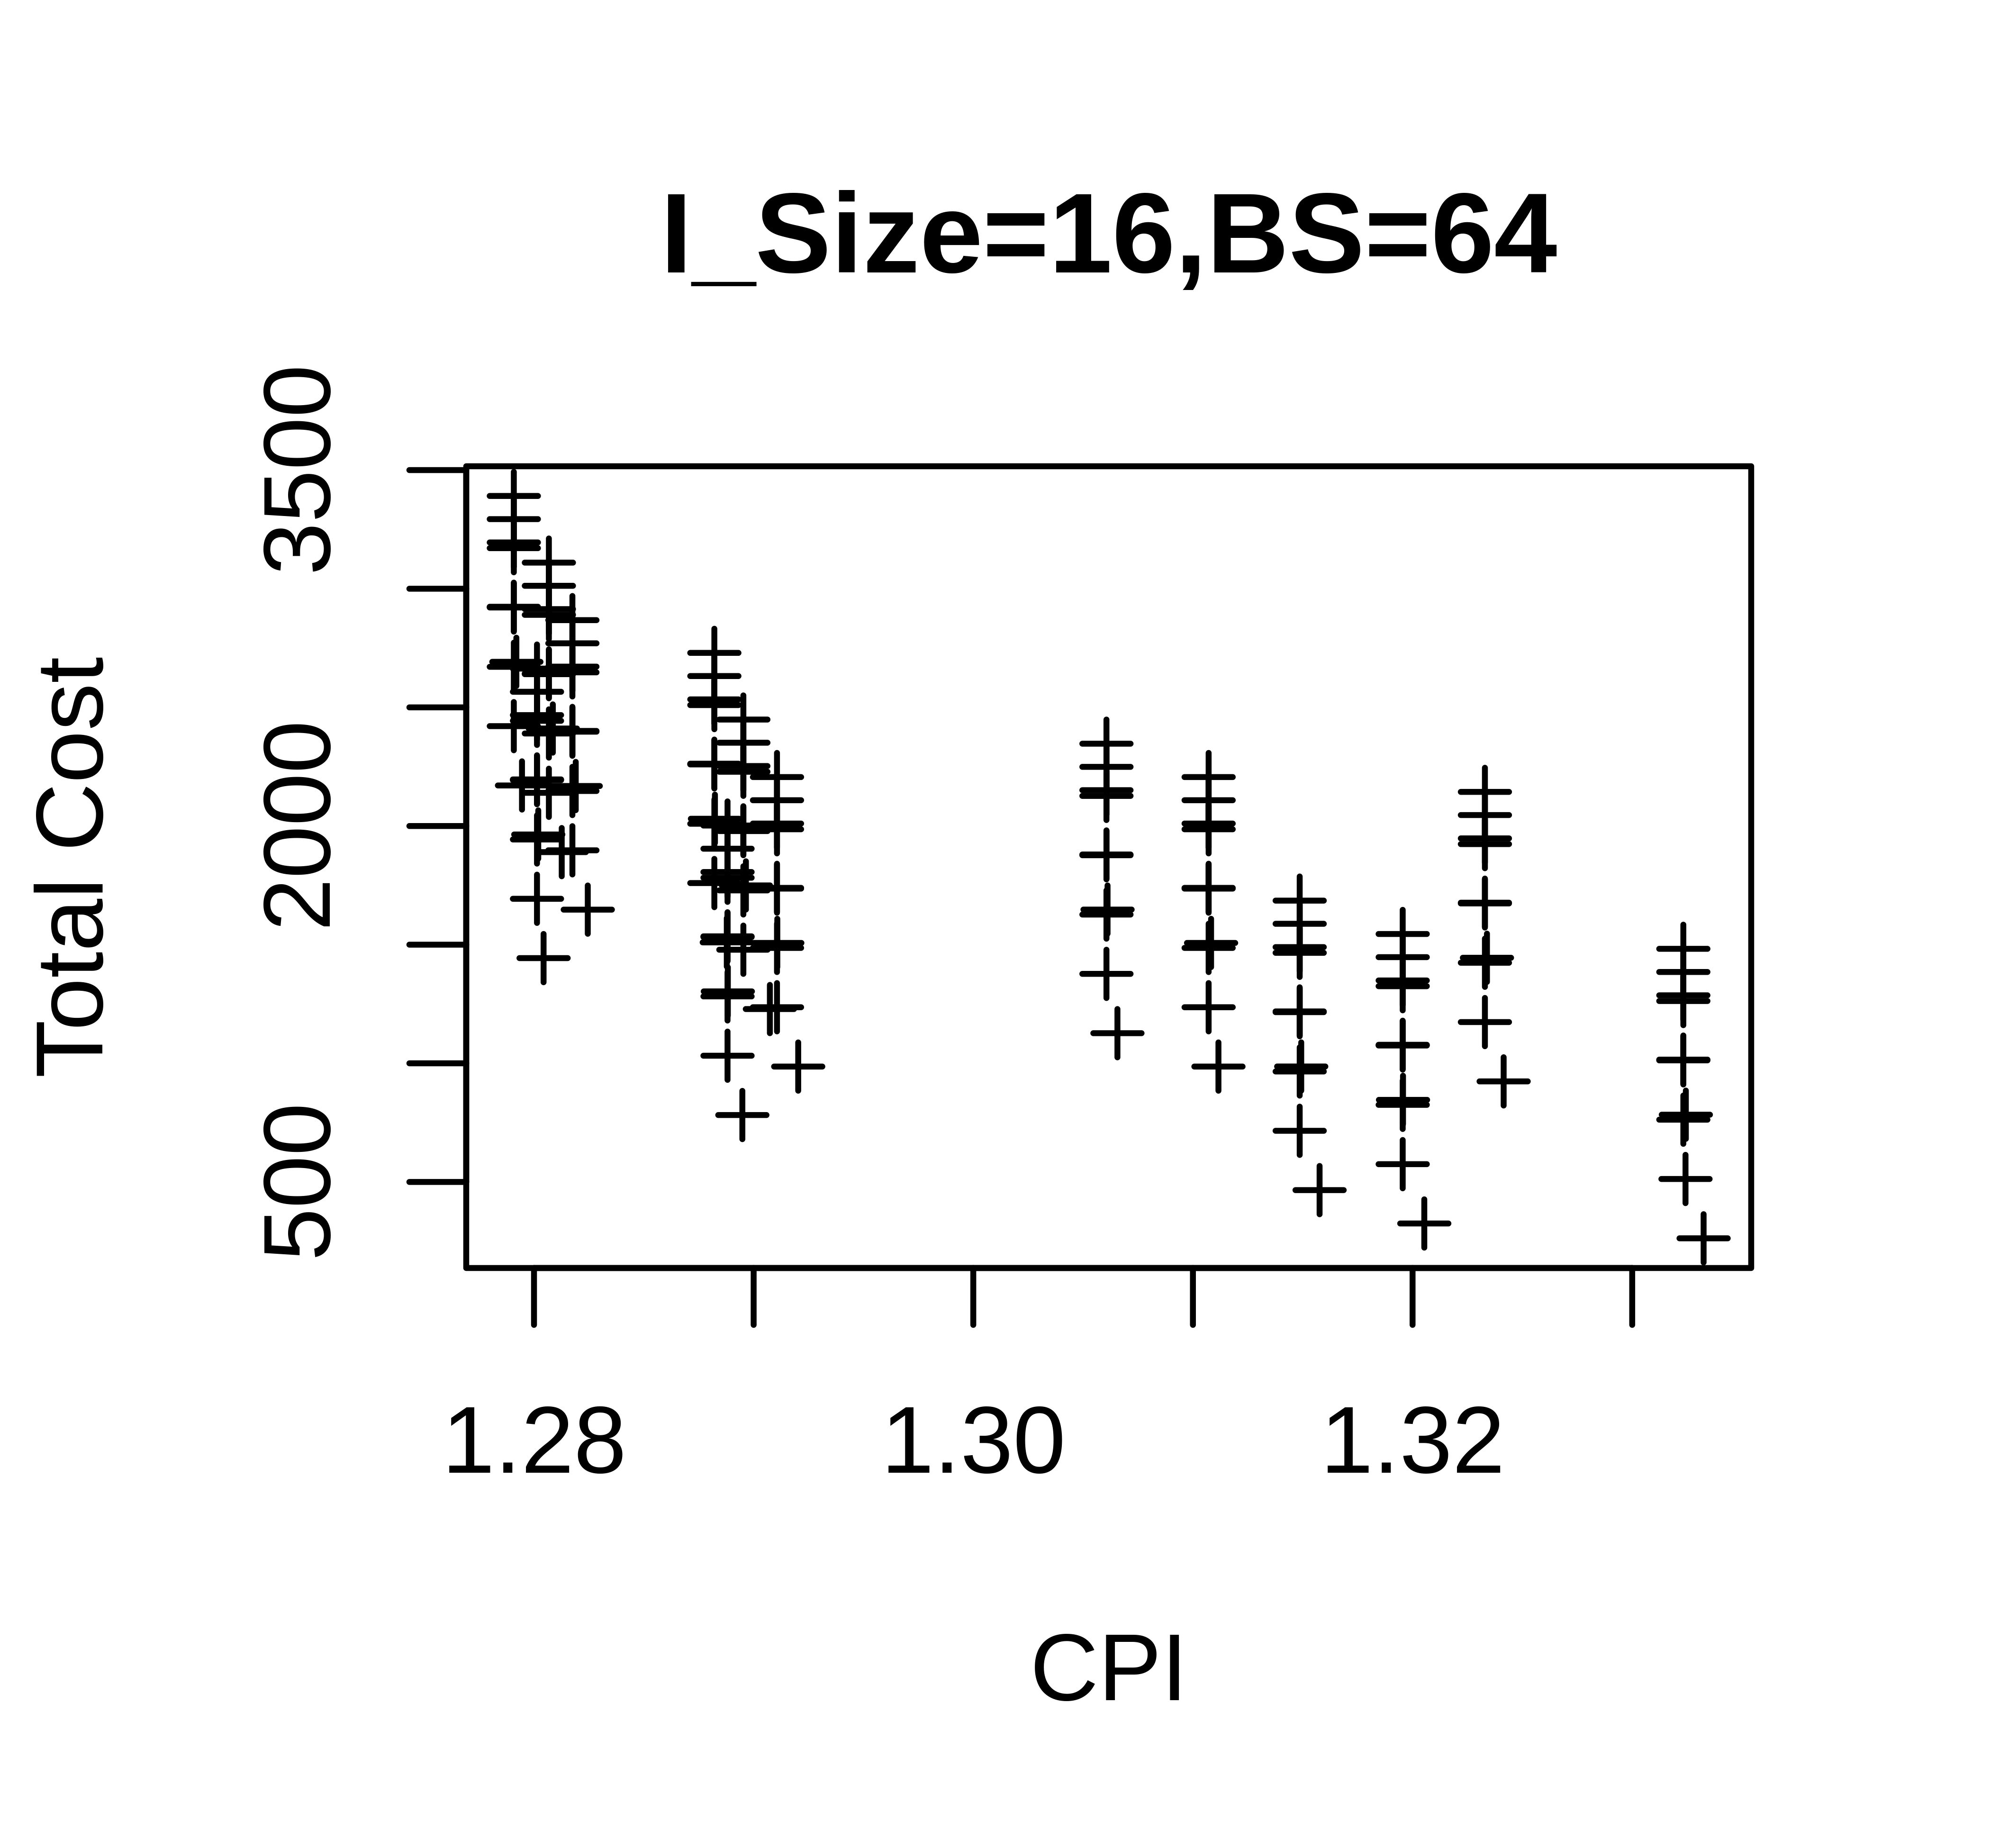 I_Size=16,BS=64
Total Cost
3500
2000
500
1.28 1.30 1.32
CPI